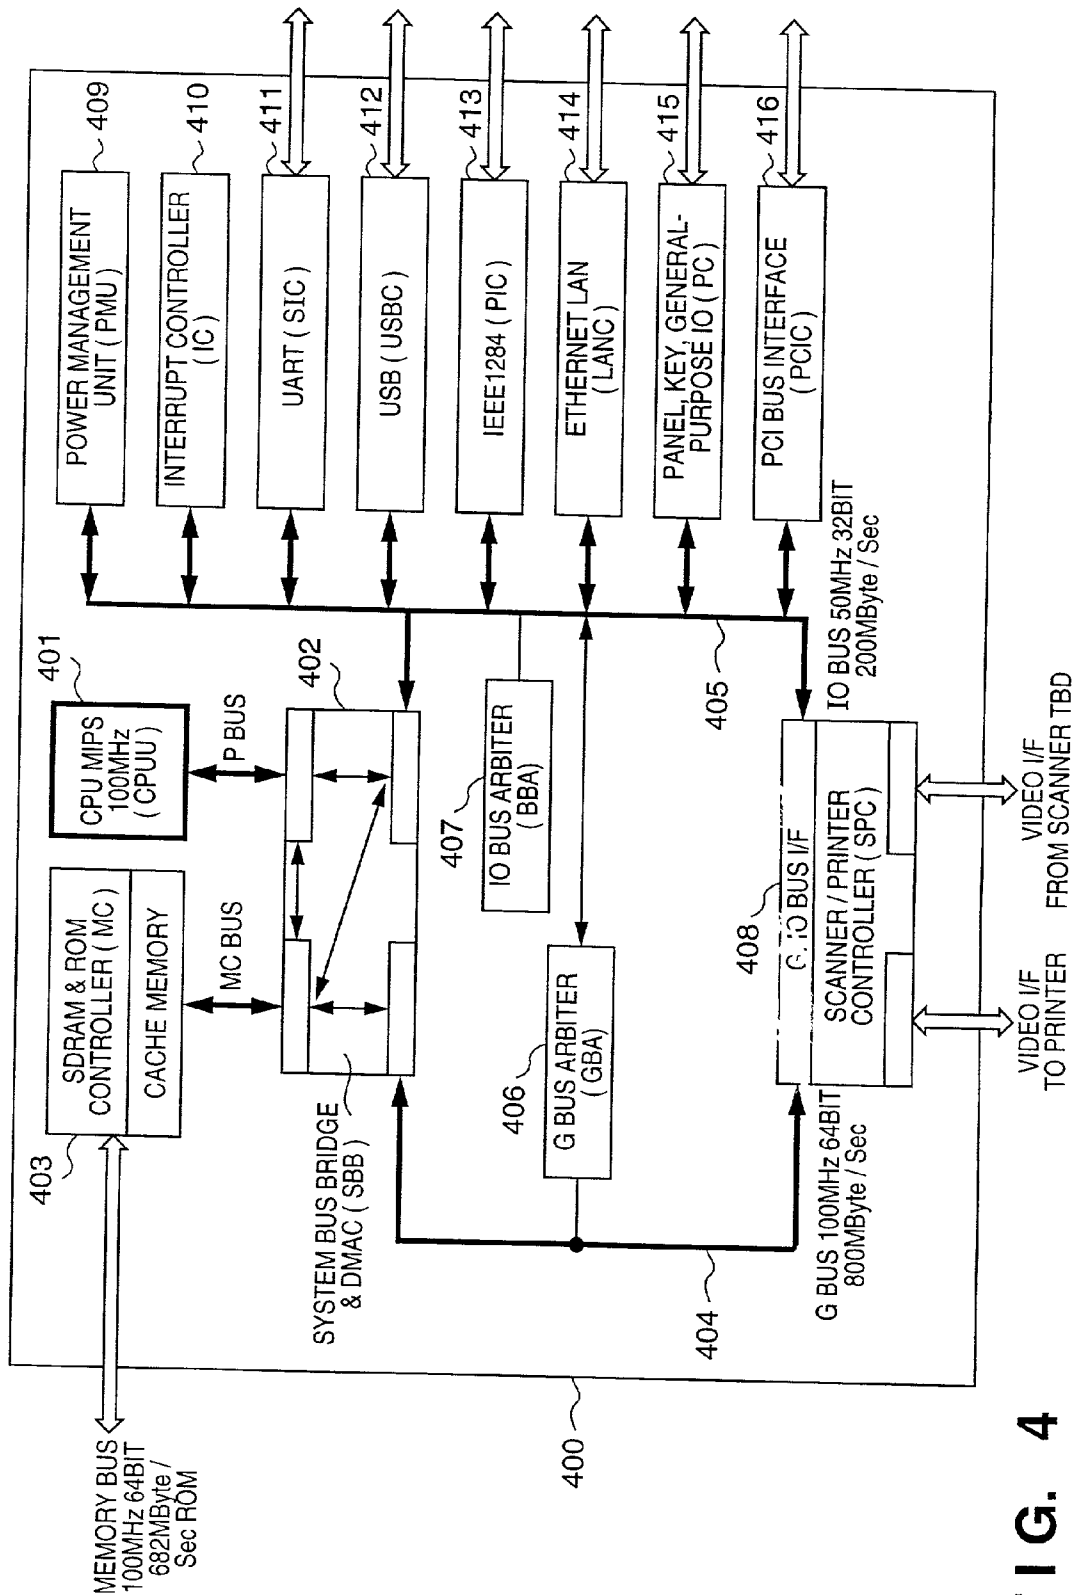 MEMORY BUS
100MHz 64BIT
682MByte /
Sec ROM
403
SDRAM & ROM
CONTROLLER ( MC )
CACHE MEMORY
MC BUS
401
CPU MIPS
100MHz
( CPUU )
P BUS
402
SYSTEM BUS BRIDGE
& DMAC ( SBB )
409
POWER MANAGEMENT
UNIT ( PMU )
410
INTERRUPT CONTROLLER
( IC )
411
UART ( SIC )
412
USB ( USBC )
413
IEEE1284 ( PIC )
414
ETHERNET LAN
( LANC )
415
PANEL, KEY, GENERAL-
PURPOSE IO ( PC )
416
PCI BUS INTERFACE
( PCIC )
407
IO BUS ARBITER
( BBA )
406
G BUS ARBITER
(GBA)
404
405
G BUS 100MHz 64BIT
800MByte / Sec
IO BUS 50MHz 32BIT
200MByte / Sec
408
G. IO BUS I/F
SCANNER / PRINTER
CONTROLLER ( SPC )
VIDEO I/F
TO PRINTER
VIDEO I/F
FROM SCANNER TBD
400
I G. 4